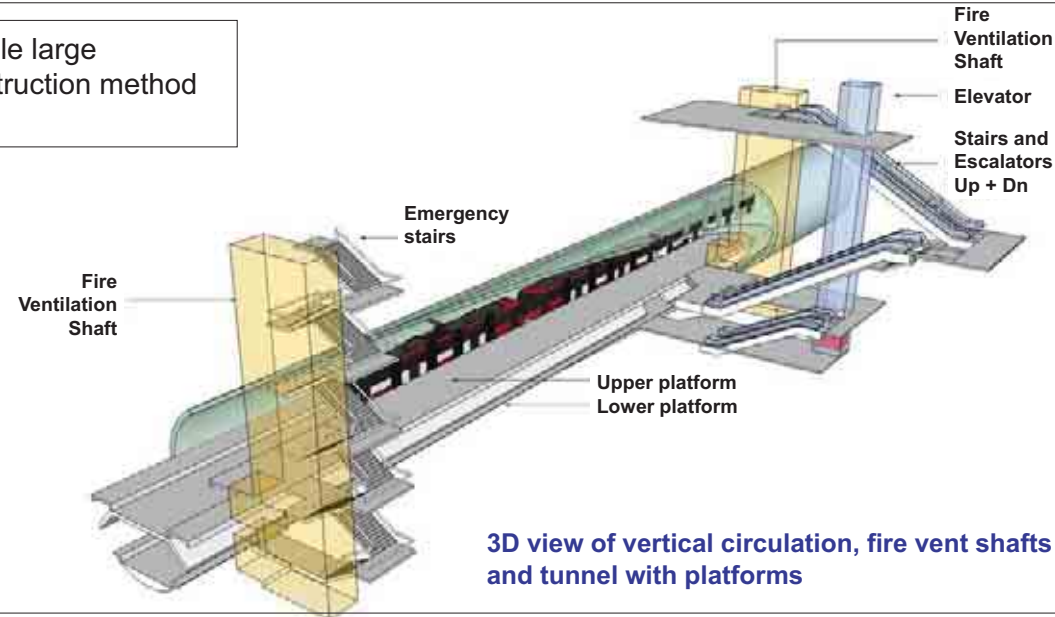 le large
truction method
Fire
Ventilation
Shaft
Elevator
Stairs and
Escalators
Up + Dn
Emergency
stairs
Fire
Ventilation
Shaft
Upper platform
Lower platform
3D view of vertical circulation, fire vent shafts
and tunnel with platforms